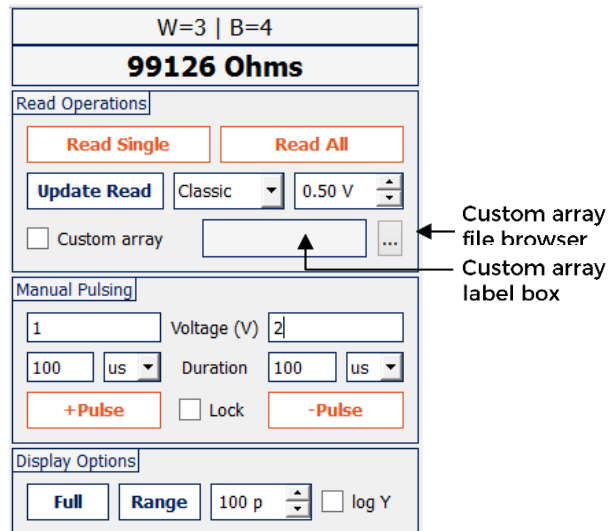 W=3 | B=4
99126 Ohms
Read Operations
Read Single Read All
Update Read Classic 0.50 V
Custom array ...
Custom array
file browser
Custom array
label box
Manual Pulsing
1 Voltage (V) 2
100 us Duration 100 us
+Pulse Lock -Pulse
Display Options
Full Range 100 p log Y